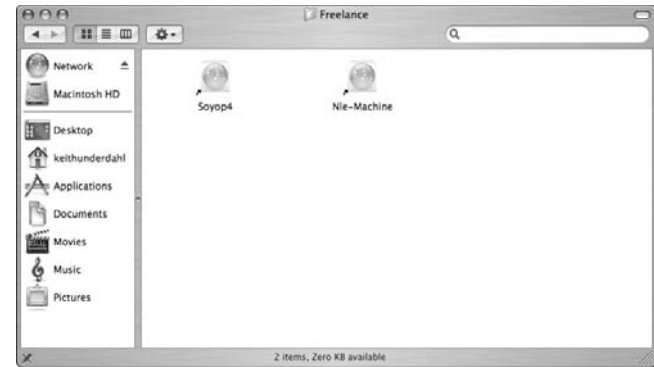 Freelance
Network
Macintosh HD
Desktop
keithunderdahl
Applications
Documents
Movies
Music
Pictures
Soyop4
Nle-Machine
2 items, Zero KB available